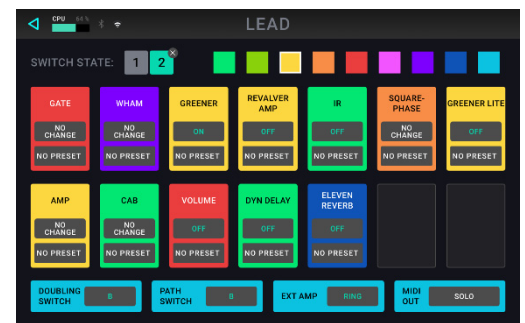 CPU 64%
LEAD
SWITCH STATE: 1 2
GATE
NO CHANGE
NO PRESET
WHAM
NO CHANGE
NO PRESET
GREENER
ON
NO PRESET
REVALVER AMP
OFF
NO PRESET
IR
OFF
NO PRESET
SQUARE-PHASE
NO CHANGE
NO PRESET
GREENER LITE
OFF
NO PRESET
AMP
NO CHANGE
NO PRESET
CAB
NO CHANGE
NO PRESET
VOLUME
OFF
NO PRESET
DYN DELAY
OFF
NO PRESET
ELEVEN REVERB
OFF
NO PRESET
DOUBLING SWITCH
B
PATH SWITCH
EXT AMP
RING
MIDI OUT
SOLO